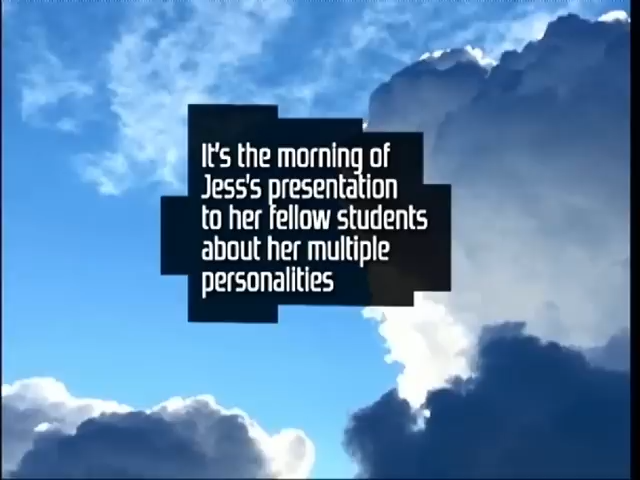 It's the morning of
Jess's presentation
to her fellow students
about her multiple
personalities